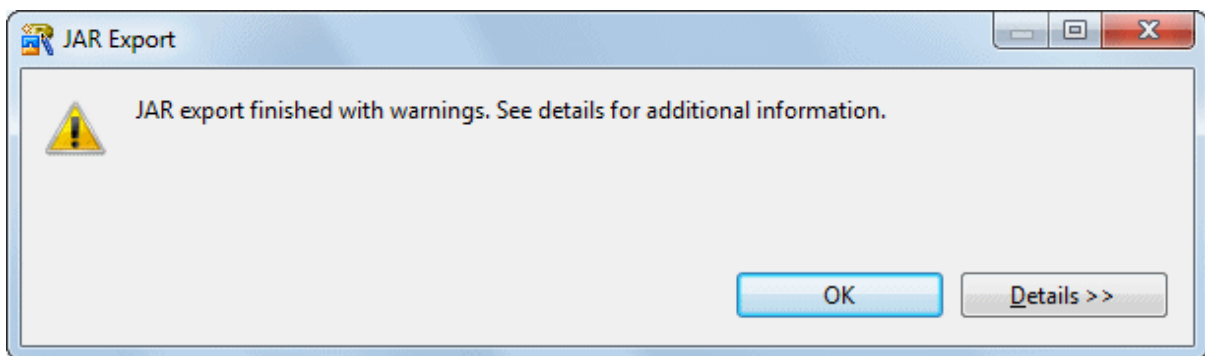 JAR Export
JAR export finished with warnings. See details for additional information.
OK
Details >>